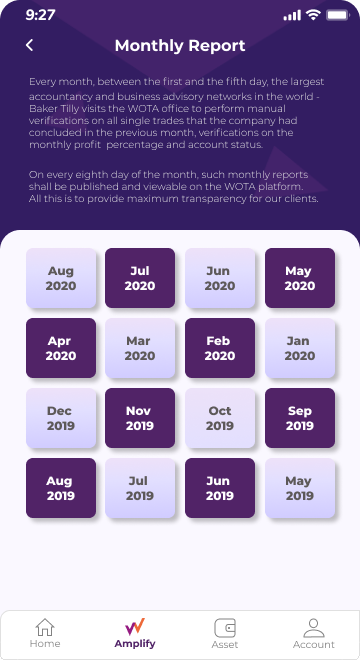 9:27
Monthly Report
Every month, between the first and the fifth day, the largest
accountancy and business advisory networks in the world -
Baker Tilly visits the WOTA office to perform manual
verifications on all single trades that the company had
concluded in the previous month, verifications on the
monthly profit percentage and account status.
On every eighth day of the month, such monthly reports
shall be published and viewable on the WOTA platform.
All this is to provide maximum transparency for our clients.
Aug
2020
Jul
2020
Jun
2020
May
2020
Apr
2020
Mar
2020
Feb
2020
Jan
2020
Dec
2019
Nov
2019
Oct
2019
Sep
2019
Aug
2019
Jul
2019
Jun
2019
May
2019
Home
Amplify
Asset
Account